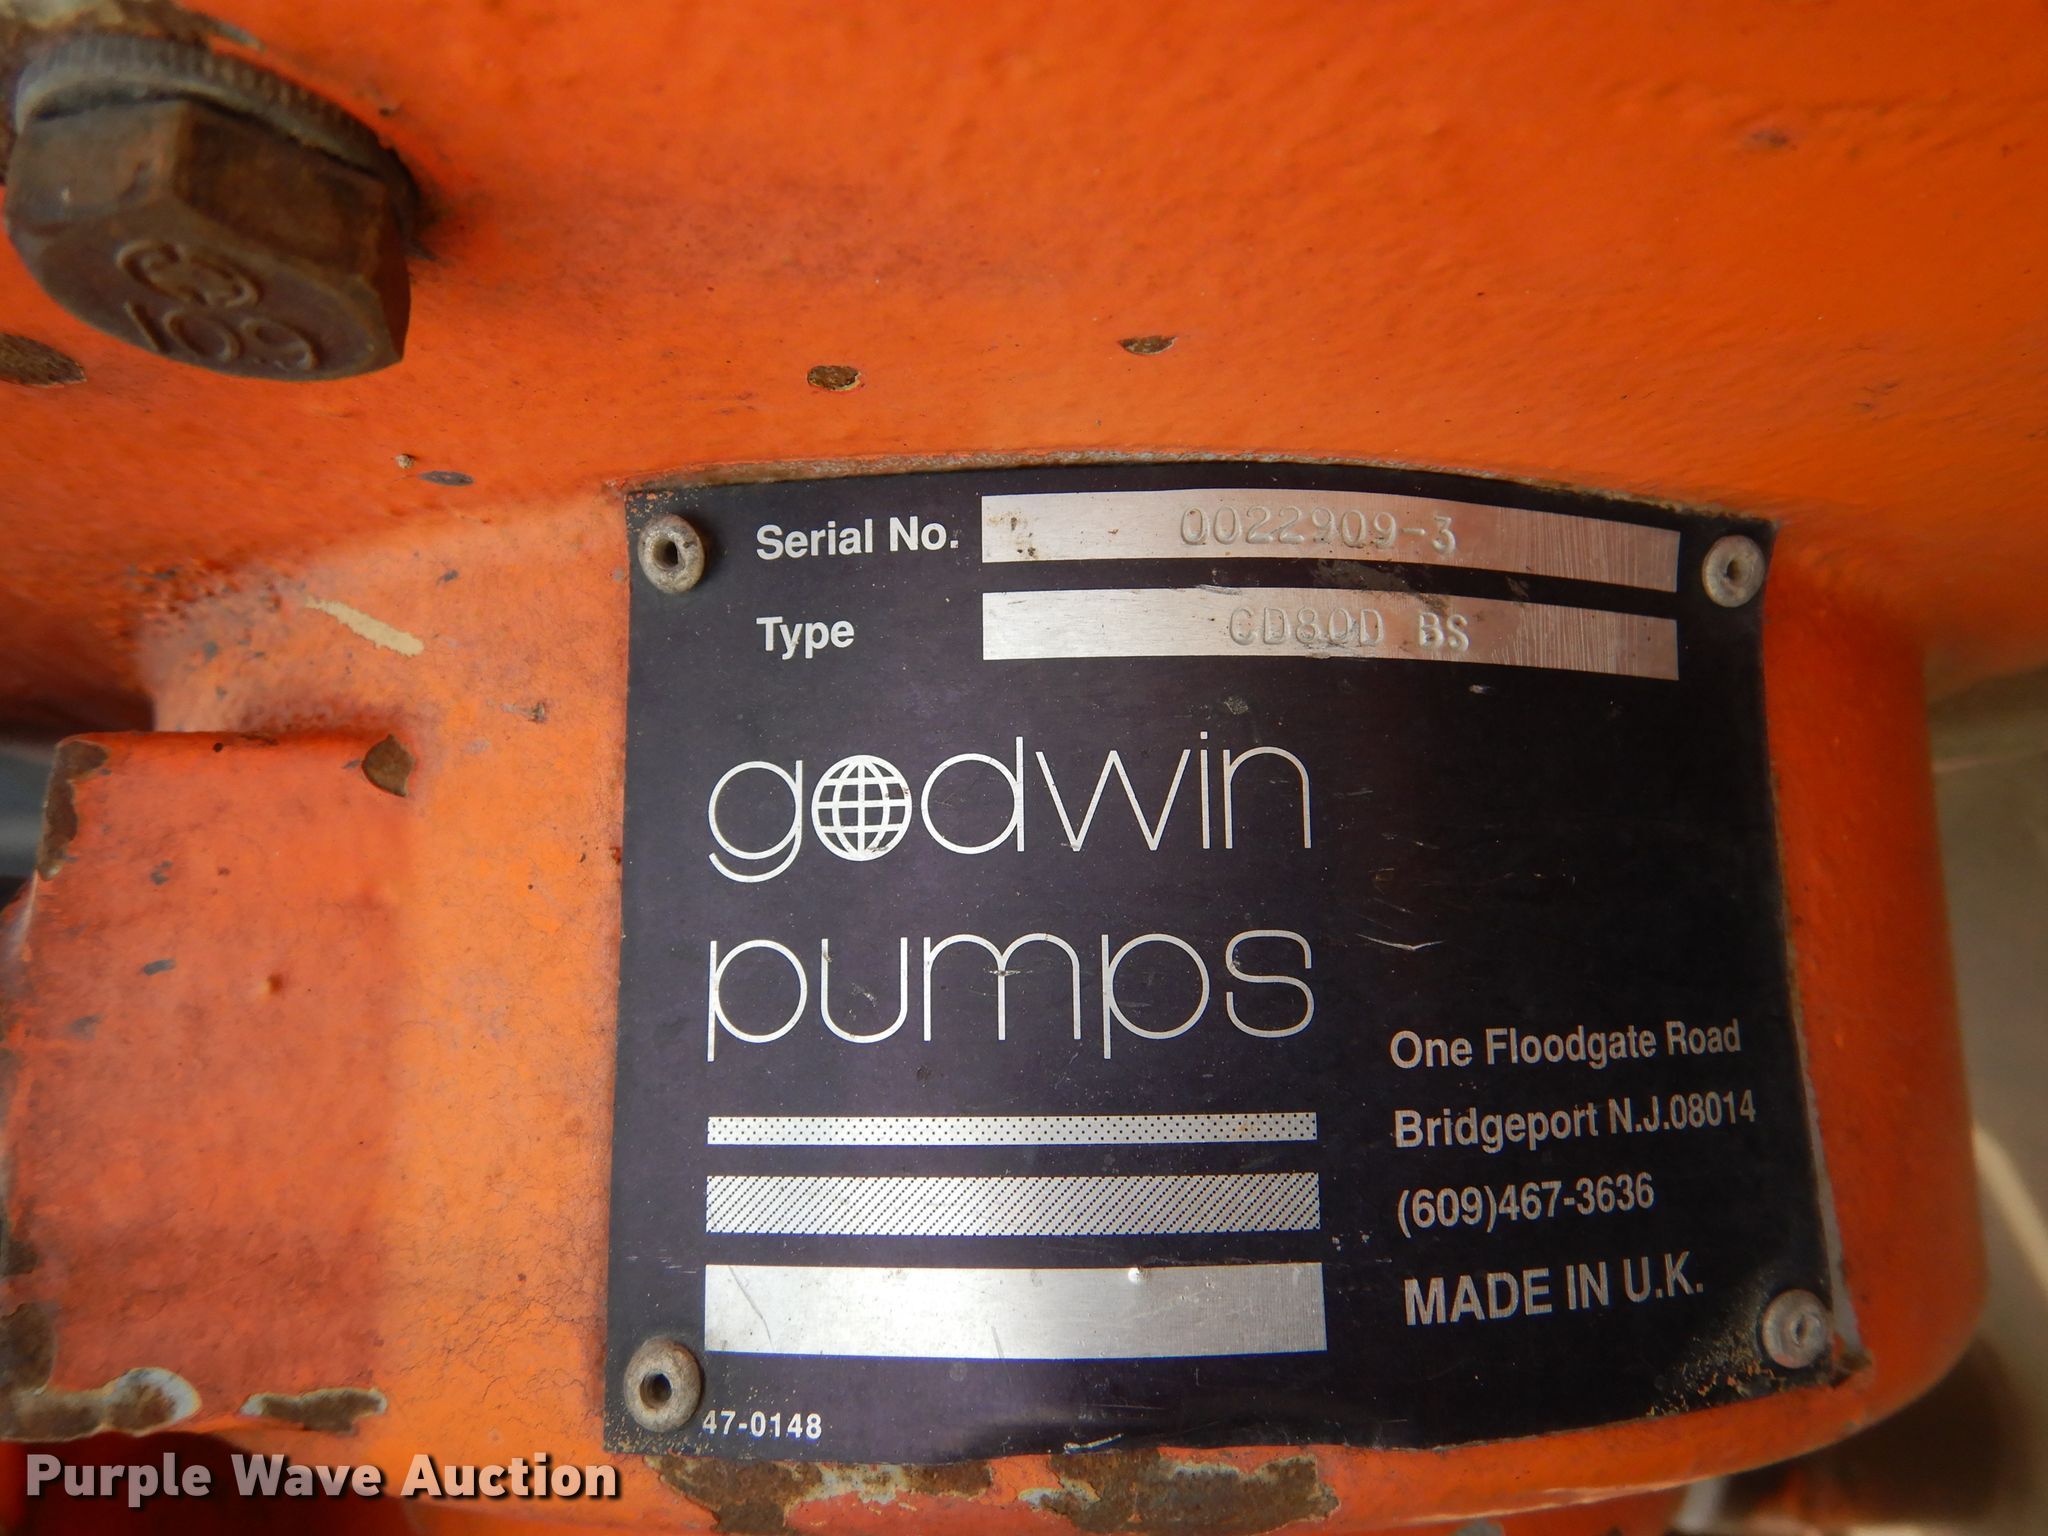 Serial No. 0022909-3
Type CD80D BS
godwin
pumps
One Floodgate Road
Bridgeport N.J.08014
(609)467-3636
MADE IN U.K.
47-0148
Purple Wave Auction